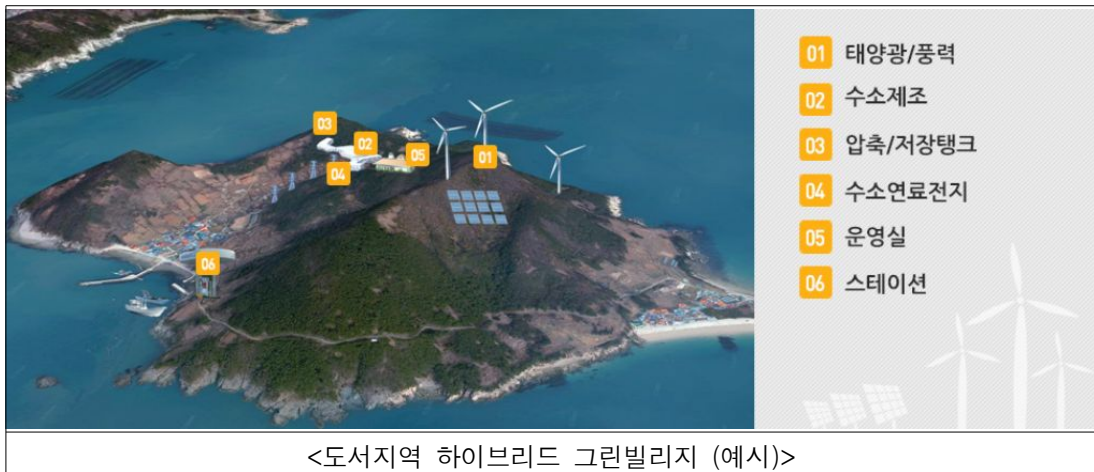 03
02
05
01
04
06
01 태양광/풍력
02 수소제조
03 압축/저장탱크
04 수소연료전지
05 운영실
06 스테이션
<도서지역 하이브리드 그린빌리지 (예시)>